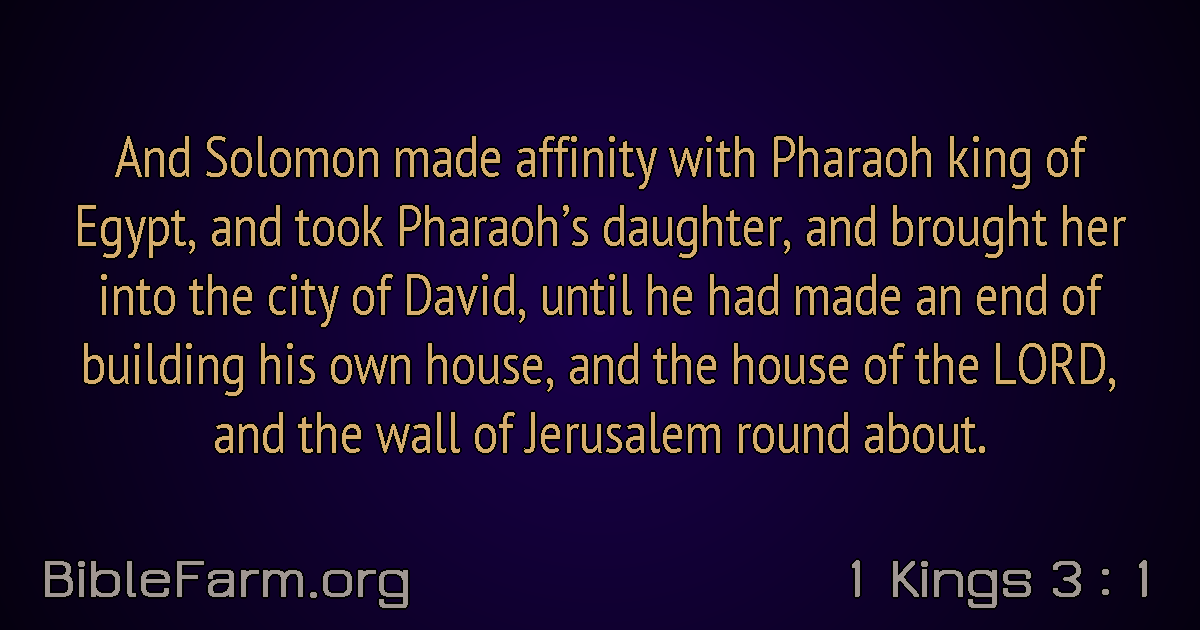 And Solomon made affinity with Pharaoh king of
Egypt, and took Pharaoh’s daughter, and brought her
into the city of David, until he had made an end of
building his own house, and the house of the LORD,
and the wall of Jerusalem round about.
BibleFarm.org
1 Kings 3 : 1